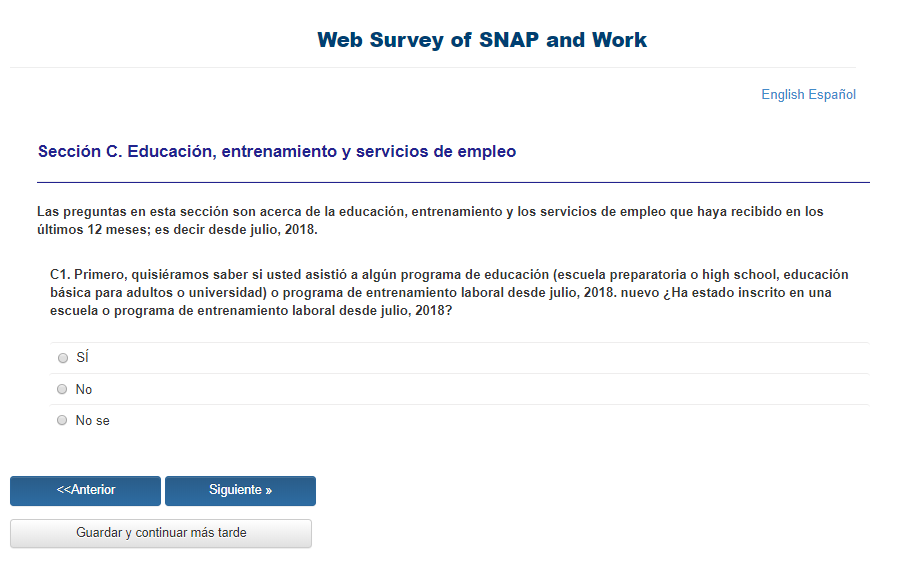 Web Survey of SNAP and Work
English Español
Sección C. Educación, entrenamiento y servicios de empleo
Las preguntas en esta sección son acerca de la educación, entrenamiento y los servicios de empleo que haya recibido en los
últimos 12 meses; es decir desde julio, 2018.
C1. Primero, quisiéramos saber si usted asistió a algún programa de educación (escuela preparatoria o high school, educación
básica para adultos o universidad) o programa de entrenamiento laboral desde julio, 2018. nuevo ¿Ha estado inscrito en una
escuela o programa de entrenamiento laboral desde julio, 2018?
SÍ
No
No se
<<Anterior
Siguiente »
Guardar y continuar más tarde